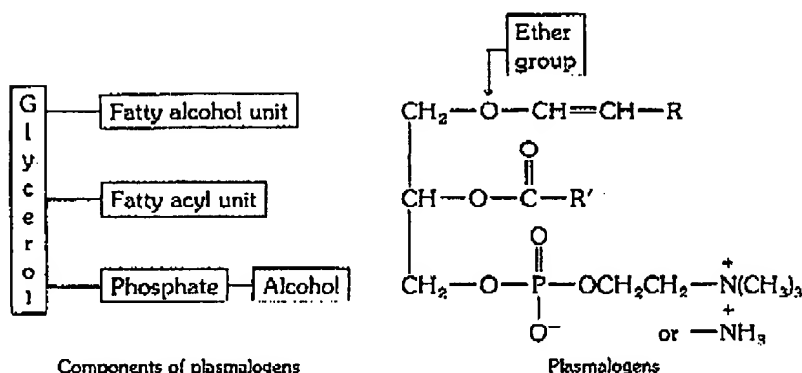 Ether
group
Glycerol
Fatty alcohol unit
Fatty acyl unit
Phosphate
Alcohol
CH₂—O—CH=CH—R
O
CH—O—C—R′
O
CH₂—O—P—OCH₂CH₂—N(CH₃)₃
+
O⁻
+
or —NH₃
Components of plasmalogens
Plasmalogens